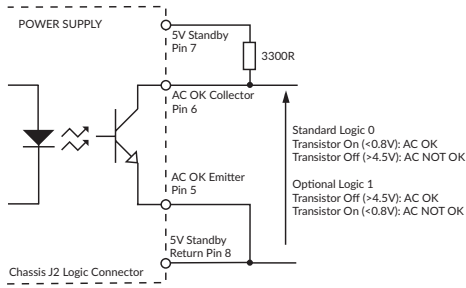 POWER SUPPLY
5V Standby
Pin 7
3300R
AC OK Collector
Pin 6
Standard Logic 0
Transistor On (<0.8V): AC OK
Transistor Off (>4.5V): AC NOT OK
AC OK Emitter
Pin 5
Optional Logic 1
Transistor Off (>4.5V): AC OK
Transistor On (<0.8V): AC NOT OK
5V Standby
Return Pin 8
Chassis J2 Logic Connector